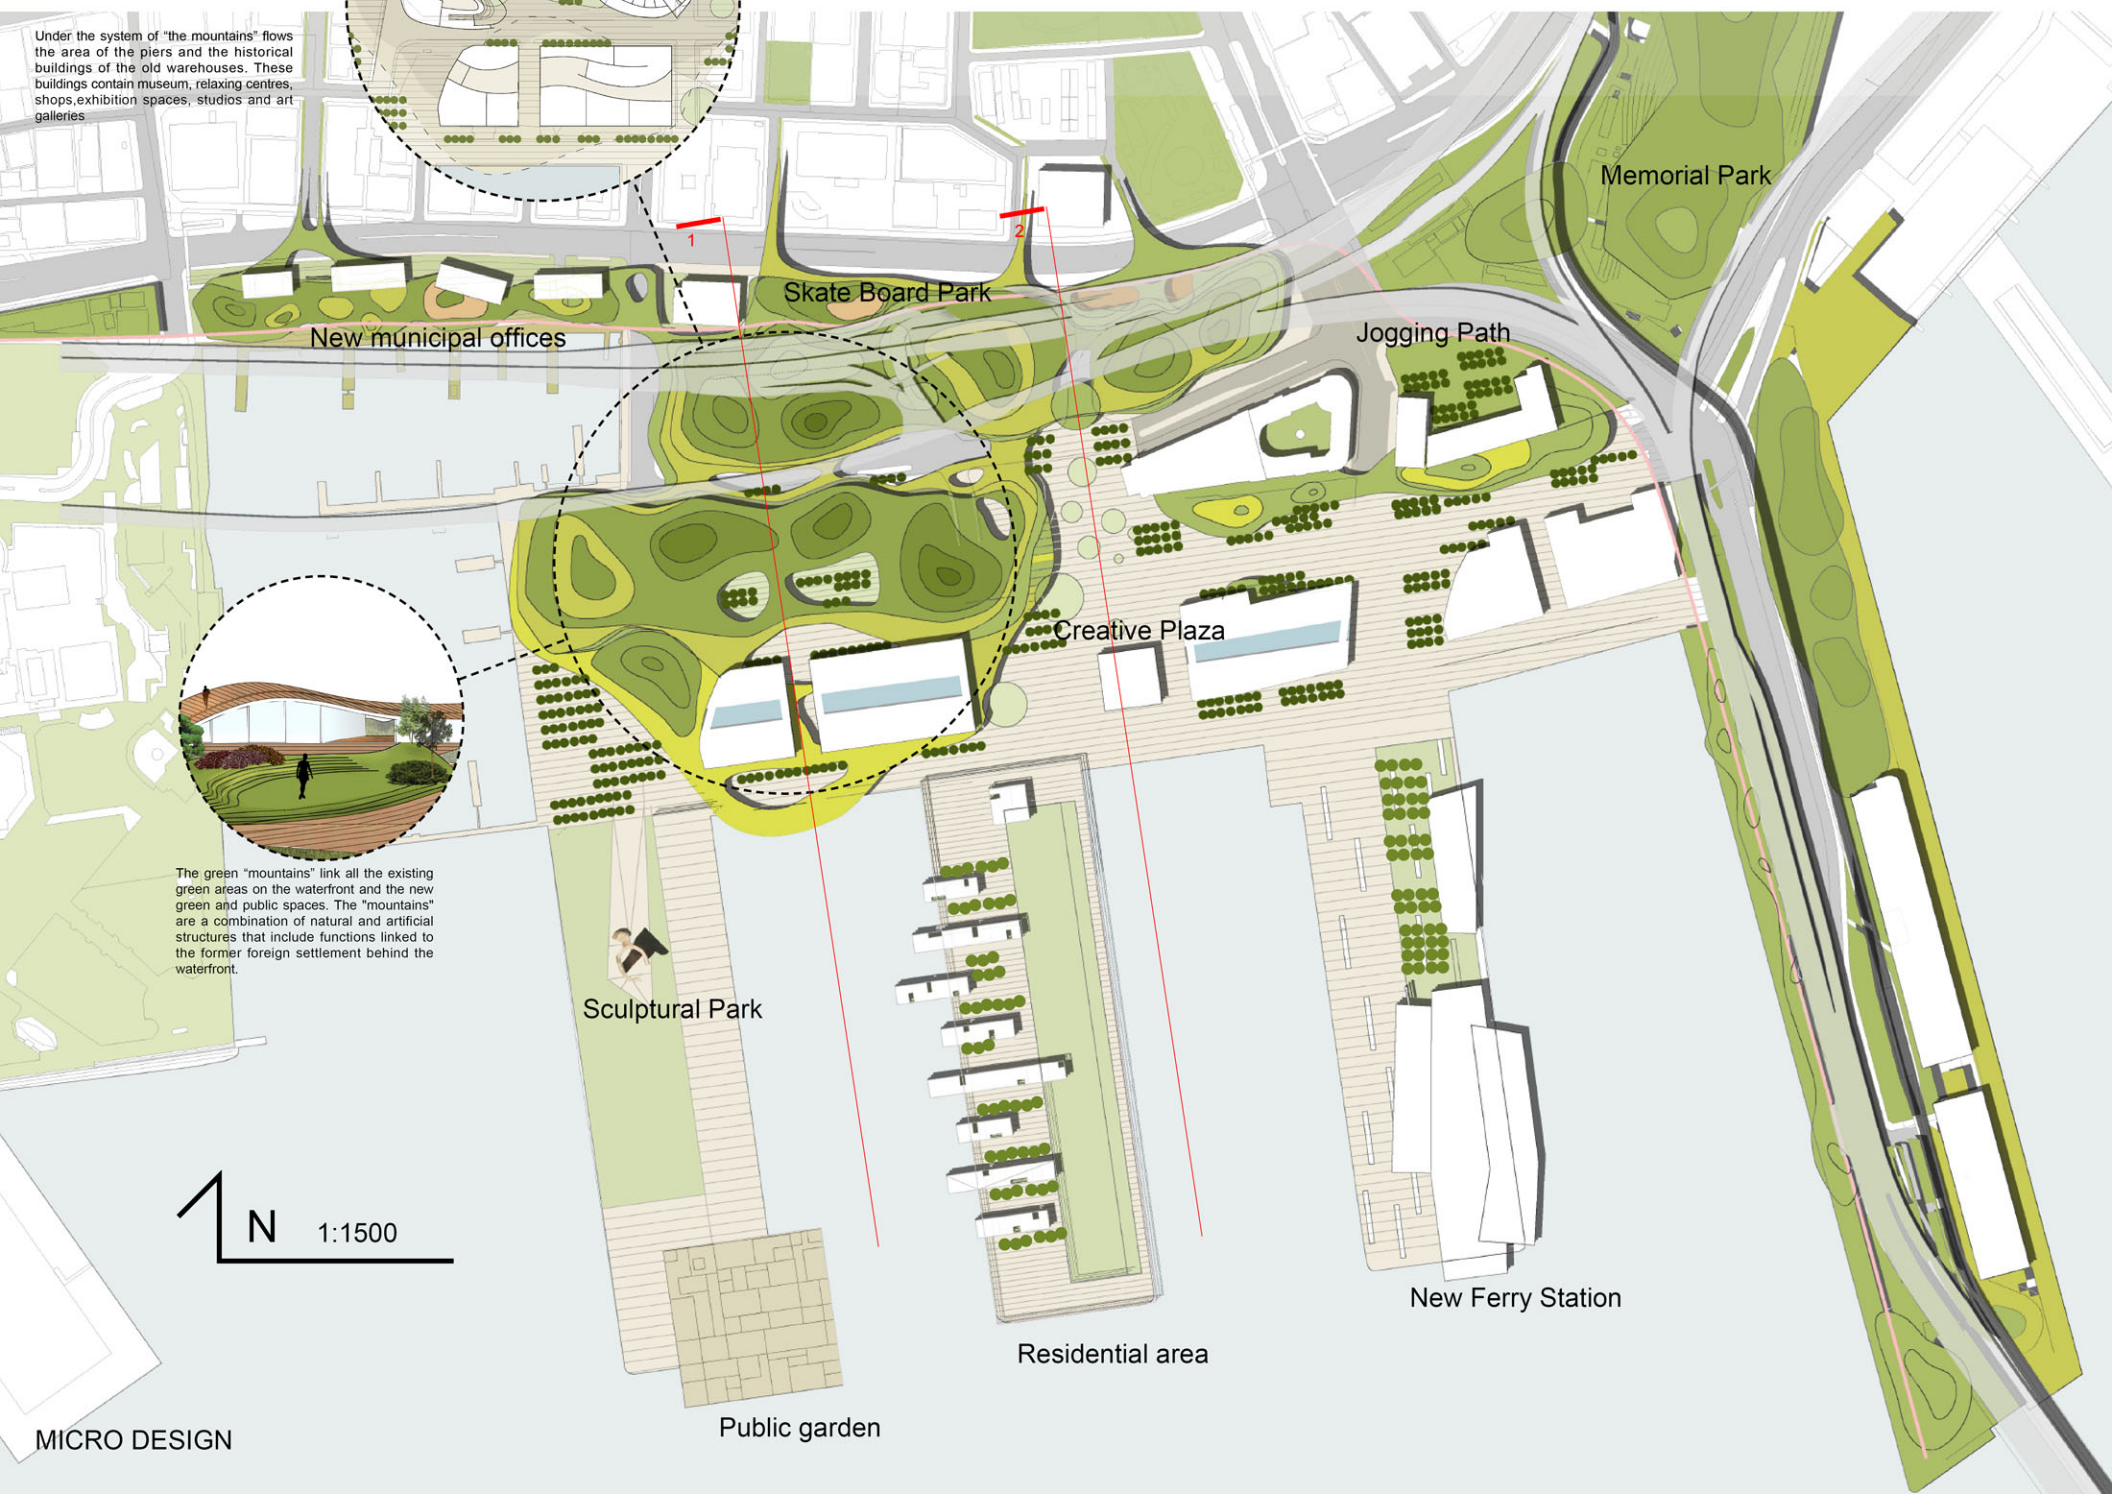 Under the system of “the mountains” flows
the area of the piers and the historical
buildings of the old warehouses. These
buildings contain museum, relaxing centres,
shops,exhibition spaces, studios and art
galleries
Memorial Park
1
2
Skate Board Park
New municipal offices
Jogging Path
Creative Plaza
The green “mountains” link all the existing
green areas on the waterfront and the new
green and public spaces. The "mountains"
are a combination of natural and artificial
structures that include functions linked to
the former foreign settlement behind the
waterfront.
Sculptural Park
N 1:1500
New Ferry Station
Residential area
Public garden
MICRO DESIGN